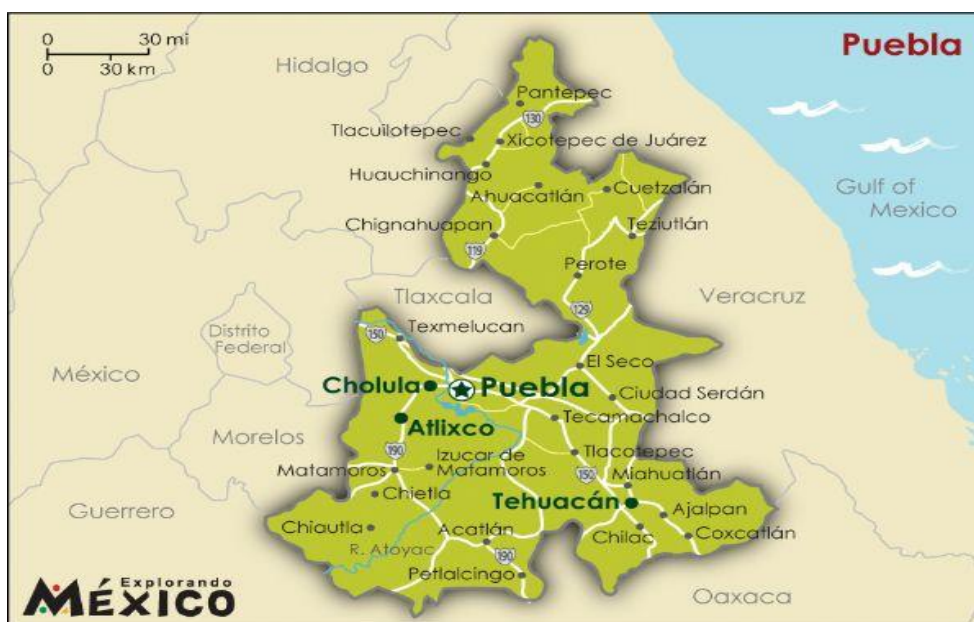 0 30 mi
0 30 km
Puebla
Hidalgo
Pantepec
130
Tlacuilotepec
Xicotepec de Juárez
Huauchinango
Ahuacatlán
Cuetzalán
Gulf of
Mexico
Chignahuapan
Teziutlán
119
Perote
Tlaxcala
Veracruz
129
150
Texmelucan
Distrito
Federal
El Seco
México
Cholula
Puebla
Ciudad Serdán
Atlixco
Tecamachalco
Morelos
190
Izucar de
Matamoros
Tlacotepec
Matamoros
150
Miahuatlán
Chietla
Tehuacán
Guerrero
Ajalpan
Chiautla
Acatlán
Chilac
Coxcatlán
R. Atoyac
190
Petlalcingo
Explorando
MÉXICO
Oaxaca